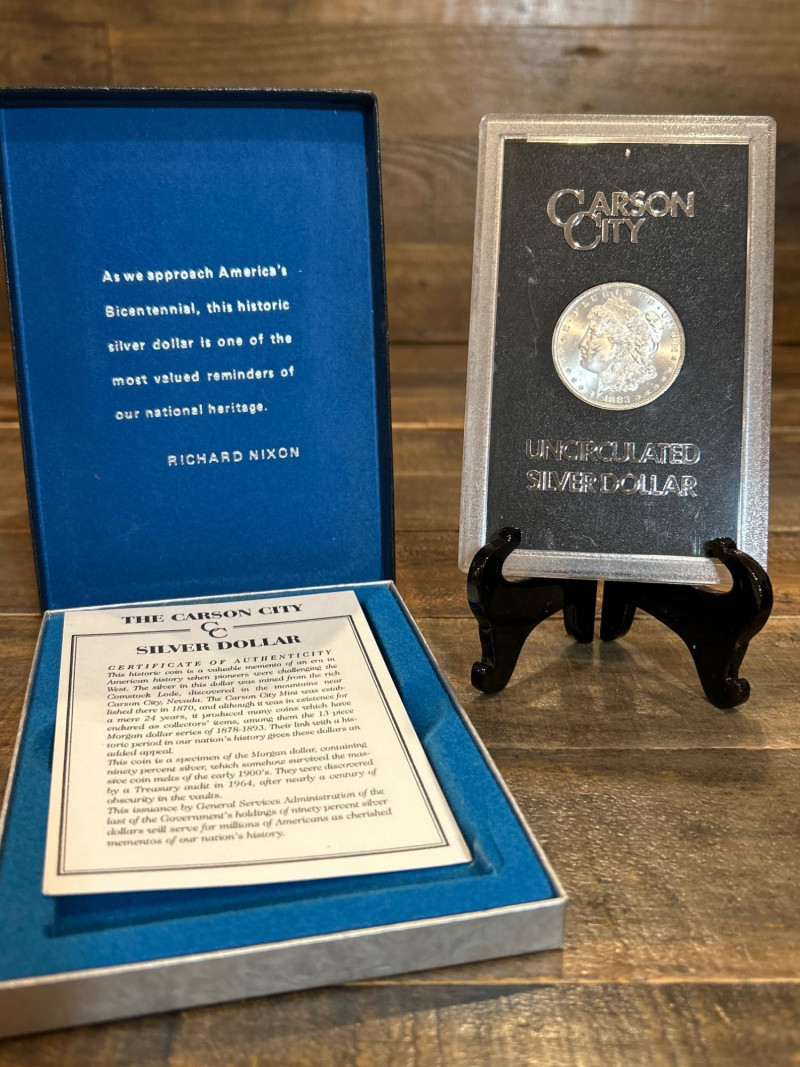 As we approach America's
Bicentennial, this historic
silver dollar is one of the
most valued reminders of
our national heritage.
RICHARD NIXON
CARSON
CITY
1883
UNCIRCULATED
SILVER DOLLAR
THE CARSON CITY
CC
SILVER DOLLAR
CERTIFICATE OF AUTHENTICITY
This historic coin is a valuable memento of an era in
American history when pioneers were challenging the
West. The silver in this dollar was mined from the rich
Comstock Lode, discovered in the mountains near
Carson City, Nevada. The Carson City Mint was estab-
lished there in 1870, and although it was in existence for
a mere 24 years, it produced many coins which have
endured as collectors' items, among them the 13 piece
Morgan dollar series of 1878-1893. Their link with a his-
toric period in our nation's history gives these dollars an
added appeal.
This coin is a specimen of the Morgan dollar, containing
ninety percent silver, which somehow survived the mas-
sive coin melts of the early 1900's. They were discovered
by a Treasury audit in 1964, after nearly a century of
obscurity in the vaults.
This issuance by General Services Administration of the
last of the Government's holdings of ninety percent silver
dollars will serve for millions of Americans as cherished
mementos of our nation's history.